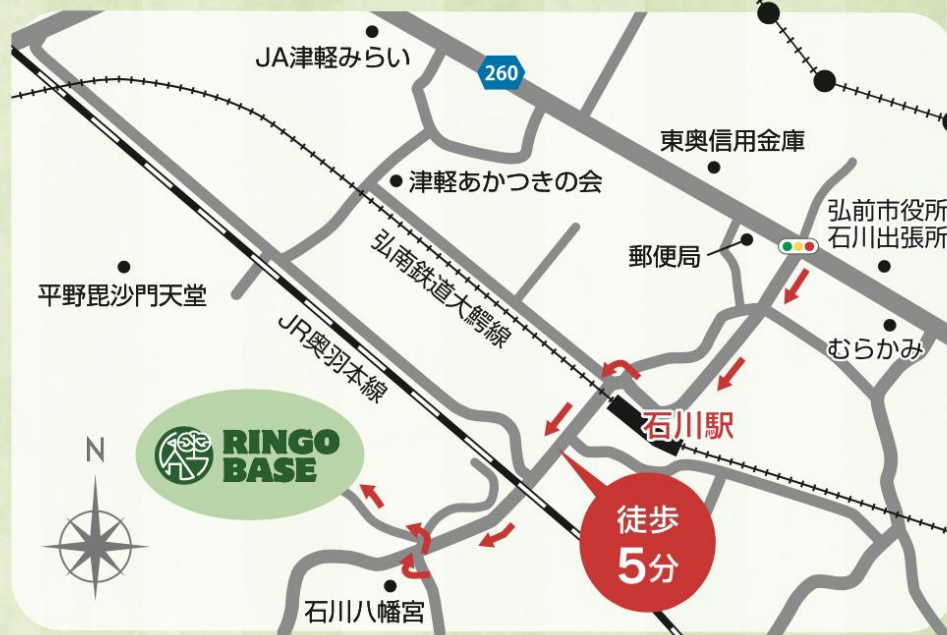 JA津軽みらい
260
東奥信用金庫
津軽あかつきの会
弘前市役所
石川出張所
郵便局
弘南鉄道大鰐線
平野毘沙門天堂
JR奥羽本線
むらかみ
石川駅
RINGO
BASE
N
徒歩
5分
石川八幡宮